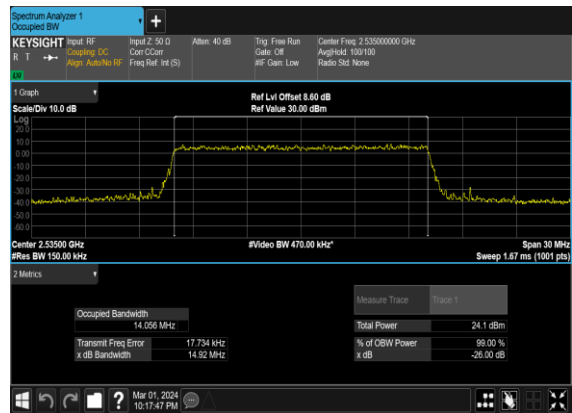 Spectrum Analyzer 1
Occupied BW
+
KEYSIGHT
R T
LXI
Input: RF
Coupling: DC
Align: Auto/No RF
Input Z: 50 Ω
Corr CCorr
Freq Ref: Int (S)
Atten: 40 dB
Trig: Free Run
Gate: Off
#IF Gain: Low
Center Freq: 2.535000000 GHz
Avg|Hold: 100/100
Radio Std: None
1 Graph
Scale/Div 10.0 dB
Ref Lvl Offset 8.60 dB
Ref Value 30.00 dBm
Log
20.0
10.0
0.00
-10.0
-20.0
-30.0
-40.0
-50.0
-60.0
Center 2.53500 GHz
#Res BW 150.00 kHz
#Video BW 470.00 kHz*
Span 30 MHz
Sweep 1.67 ms (1001 pts)
2 Metrics
Measure Trace Trace 1
Occupied Bandwidth
14.056 MHz
Total Power 24.1 dBm
Transmit Freq Error 17.734 kHz
% of OBW Power 99.00 %
x dB Bandwidth 14.92 MHz
x dB -26.00 dB
?
Mar 01, 2024
10:17:47 PM